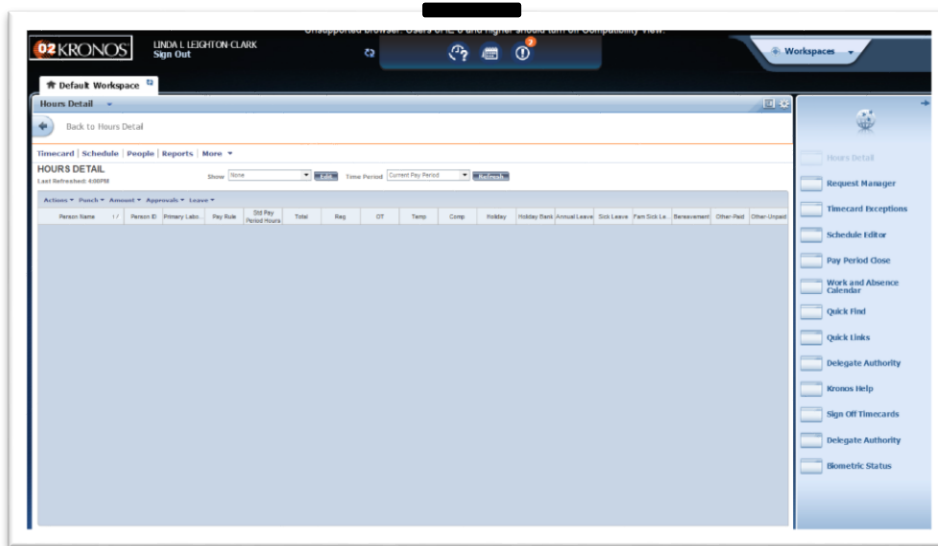 Unsupported browser. Users of IE 8 and higher should turn off Compatibility View.
KRONOS
LINDA L LEIGHTON-CLARK
Sign Out
2
Workspaces
Default Workspace
Hours Detail
Back to Hours Detail
Timecard | Schedule | People | Reports | More
HOURS DETAIL
Last Refreshed: 4:00PM
Show None Edit Time Period Current Pay Period Refresh
Actions Punch Amount Approvals Leave
Person Name Person ID Primary Labo... Pay Rule Std Pay Period Hours Total Reg OT Temp Comp Holiday Holiday Bank Annual Leave Sick Leave Fam Sick Le... Bereavement Other-Paid Other-Unpaid
Hours Detail
Request Manager
Timecard Exceptions
Schedule Editor
Pay Period Close
Work and Absence
Calendar
Quick Find
Quick Links
Delegate Authority
Kronos Help
Sign Off Timecards
Delegate Authority
Biometric Status